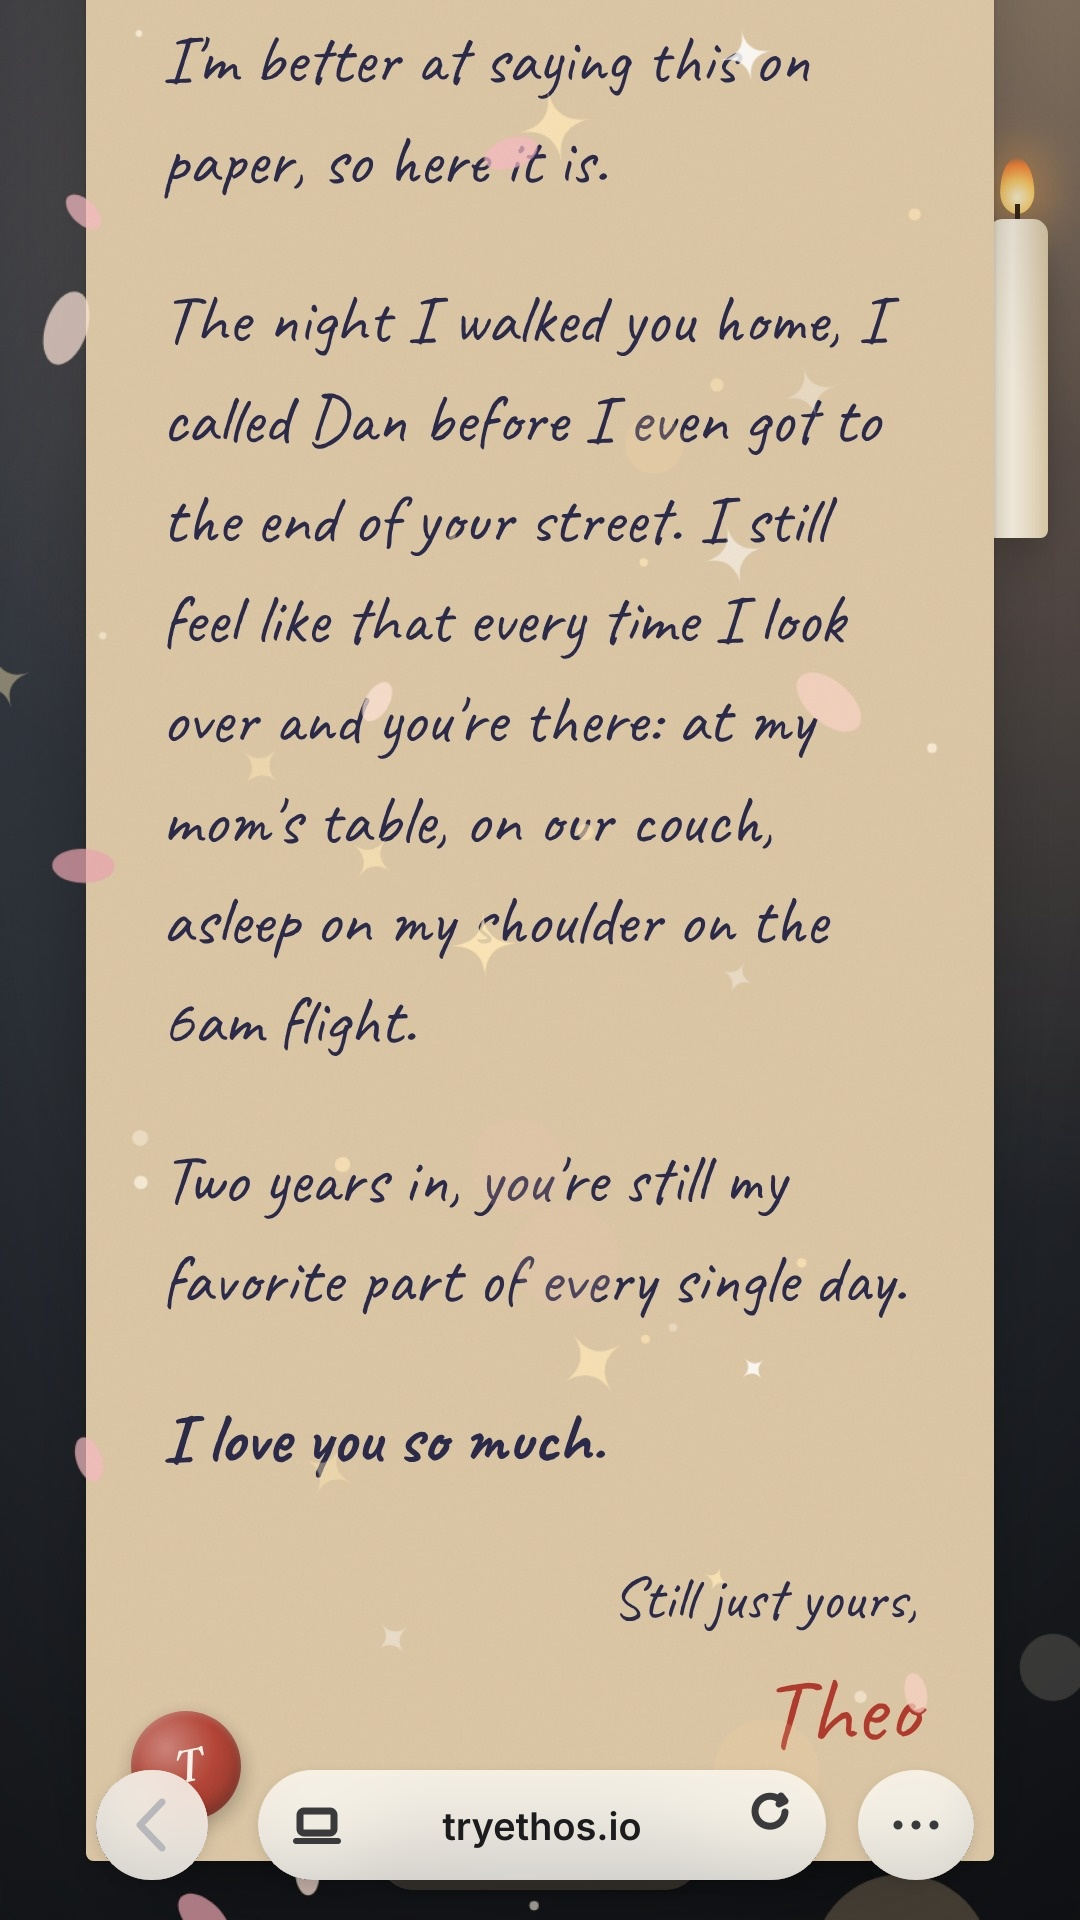 I'm better at saying this on
paper, so here it is.
The night I walked you home, I
called Dan before I even got to
the end of your street. I still
feel like that every time I look
over and you're there: at my
mom's table, on our couch,
asleep on my shoulder on the
6am flight.
Two years in, you're still my
favorite part of every single day.
I love you so much.
Still just yours,
Theo
T
tryethos.io